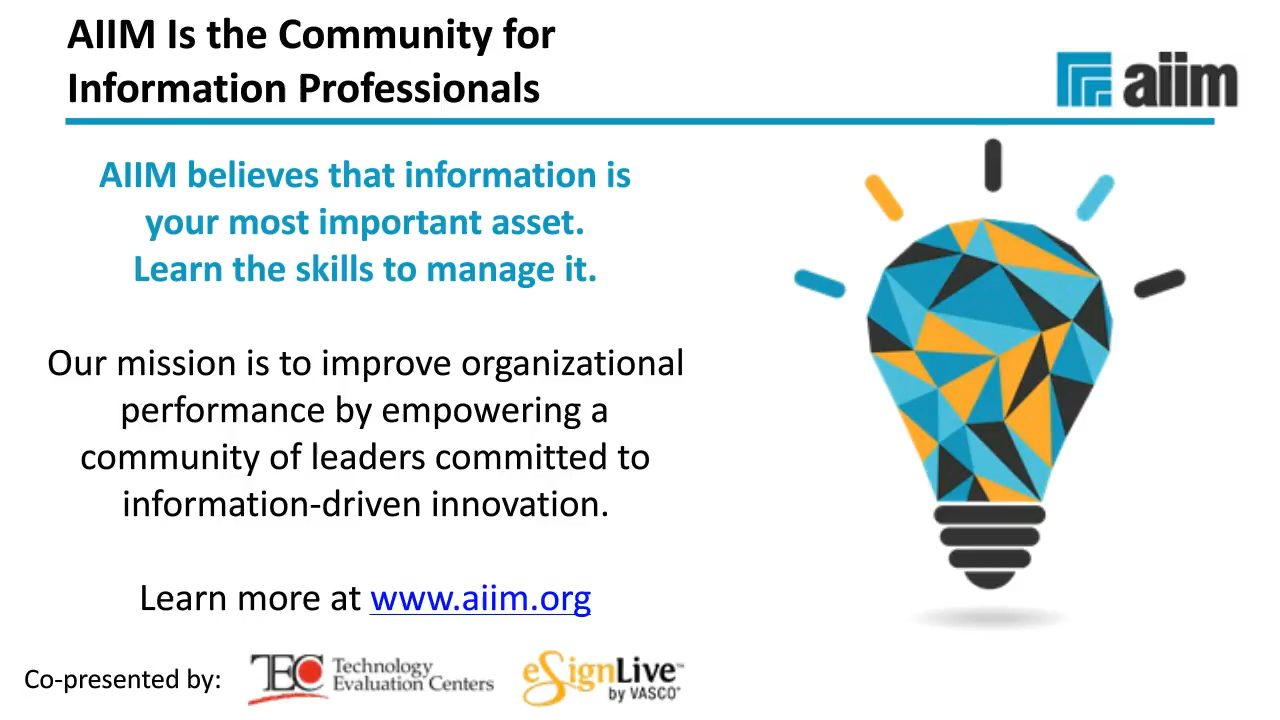 AIIM Is the Community for
Information Professionals
aiim
AIIM believes that information is
your most important asset.
Learn the skills to manage it.
Our mission is to improve organizational
performance by empowering a
community of leaders committed to
information-driven innovation.
Learn more at www.aiim.org
Co-presented by:
TEC Technology
Evaluation Centers
eSignLive™
by VASCO®